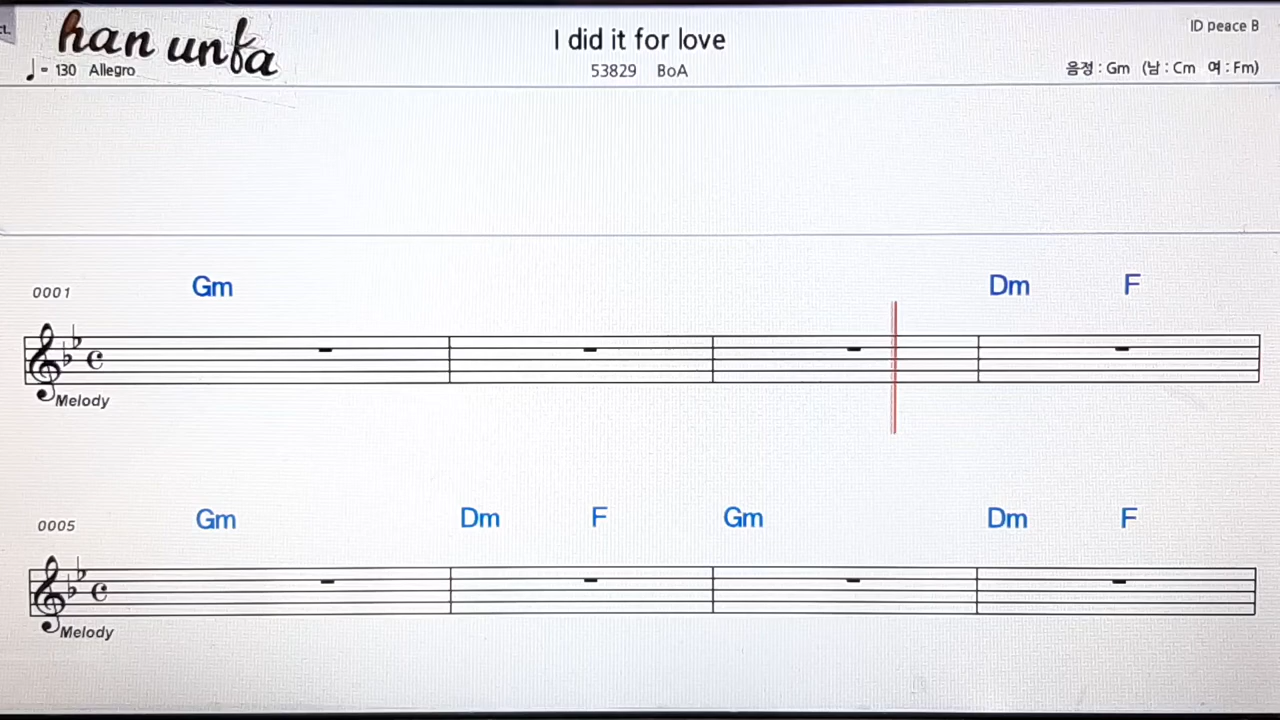 han unfa
I did it for love
ID peace B
♩= 130 Allegro
53829 BoA
음정 : Gm (남 : Cm 여 : Fm)
0001 Gm Dm F
Melody
0005 Gm Dm F Gm Dm F
Melody